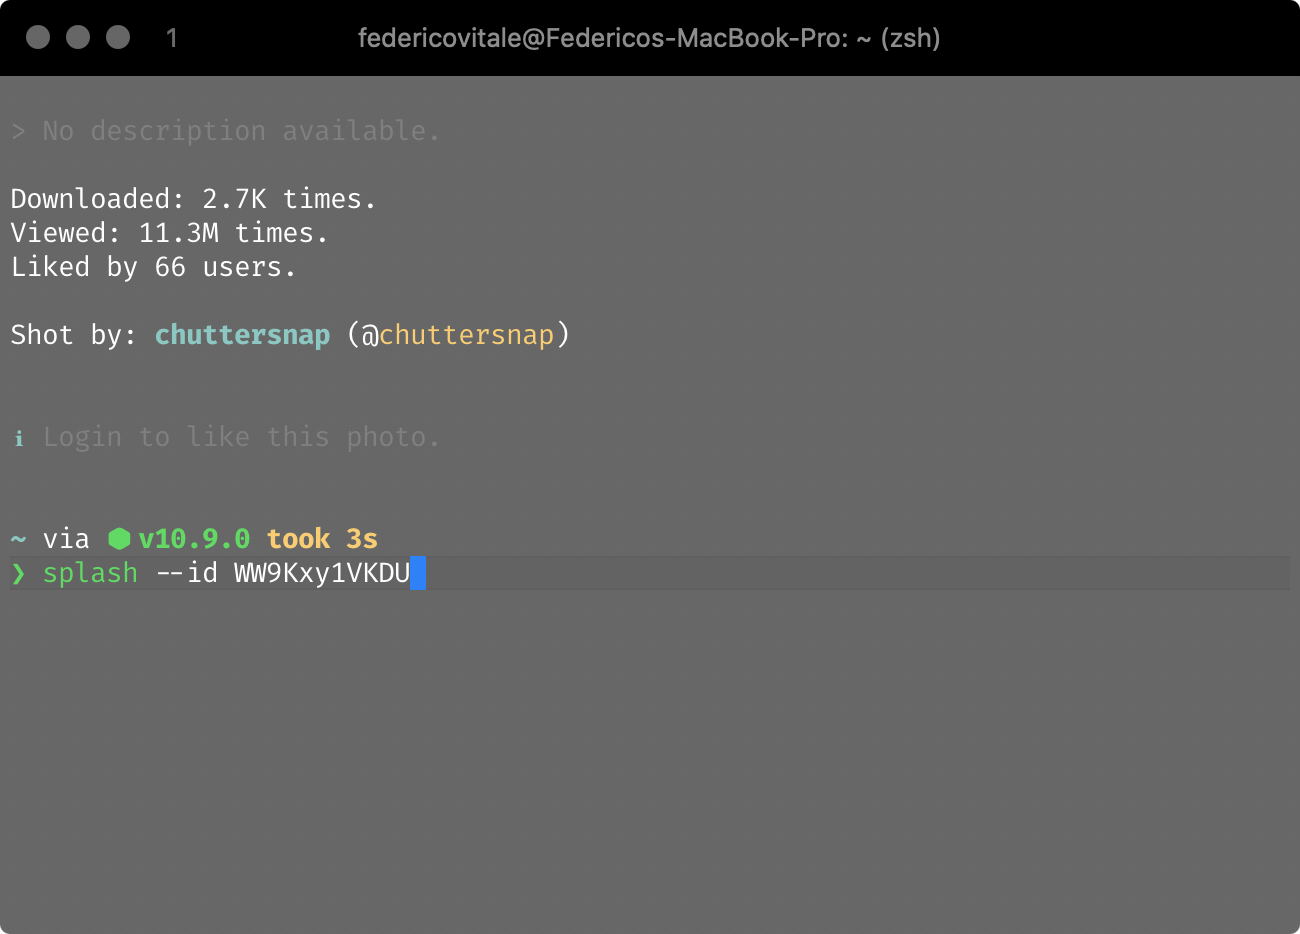 1 federicovitale@Federicos-MacBook-Pro: ~ (zsh)
> No description available.
Downloaded: 2.7K times.
Viewed: 11.3M times.
Liked by 66 users.
Shot by: chuttersnap (@chuttersnap)
ℹ Login to like this photo.
~ via ⬢ v10.9.0 took 3s
❯ splash --id WW9Kxy1VKDU